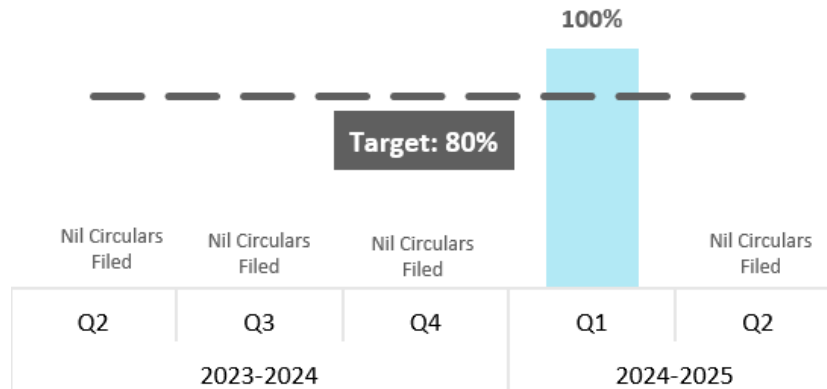 100%
Target: 80%
Nil Circulars
Filed
Nil Circulars
Filed
Nil Circulars
Filed
Nil Circulars
Filed
Q2
Q3
Q4
Q1
Q2
2023-2024
2024-2025